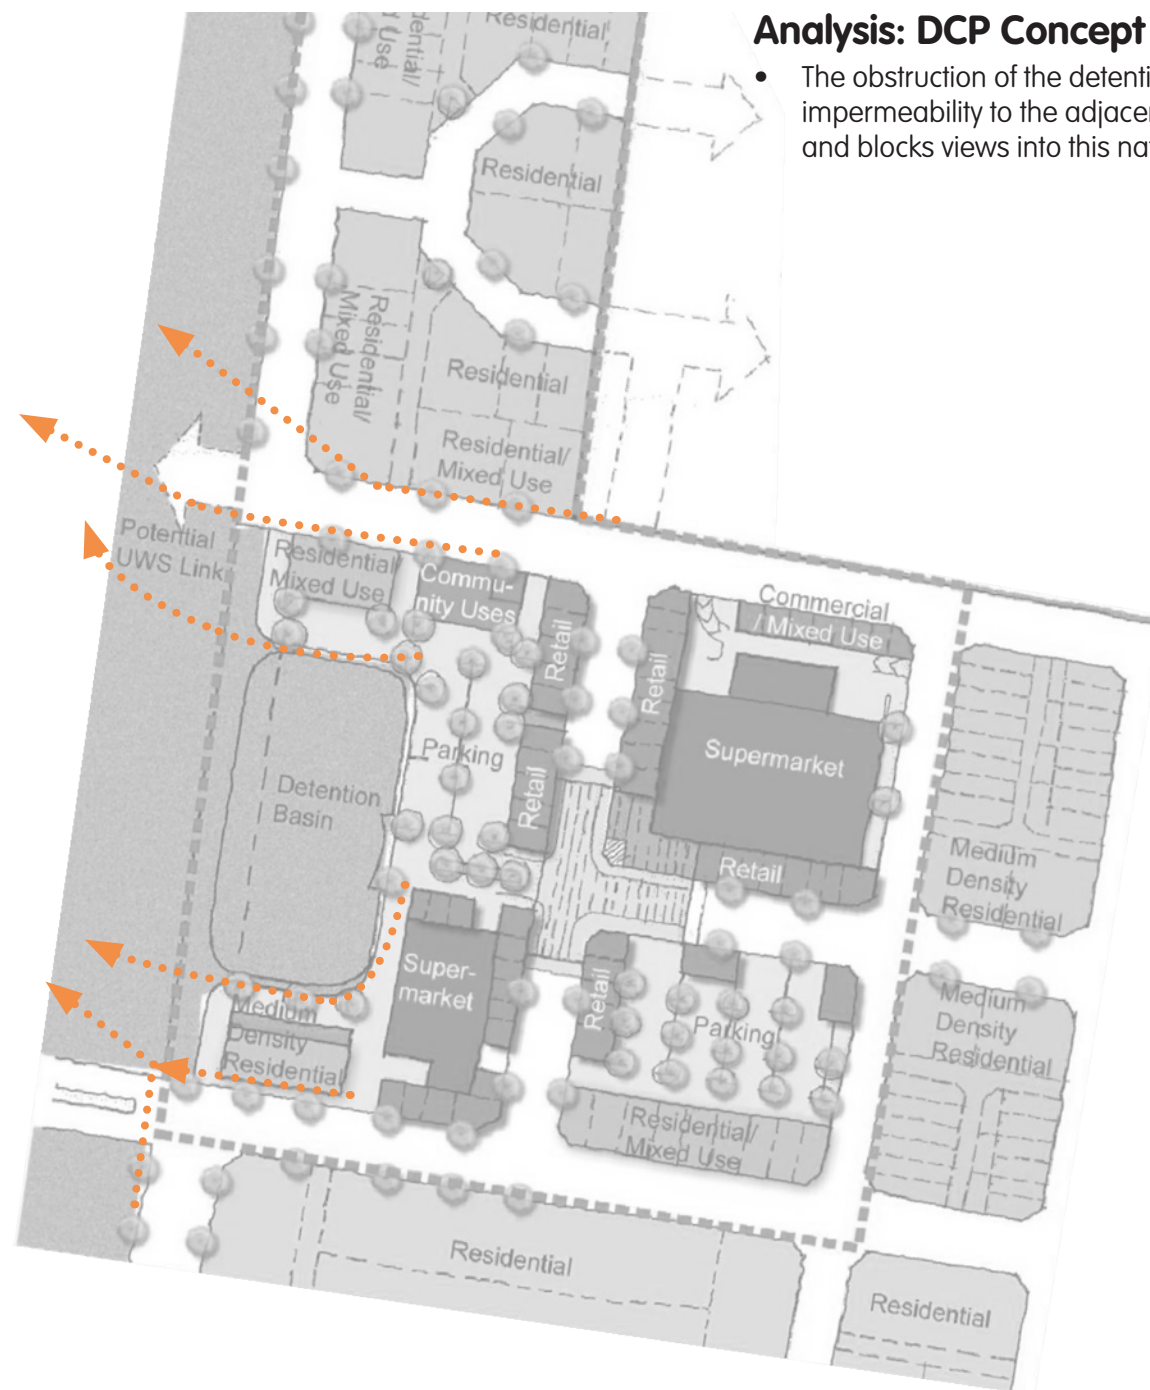 Analysis: DCP Concept
• The obstruction of the detenti
impermeability to the adjacen
and blocks views into this nat
Residential
Use
Residential
Residential/
Mixed Use
Residential
Residential/
Mixed Use
Potential
UWS Link
Residential/
Mixed Use
Commu-
nity Uses
Retail
Retail
Commercial
/ Mixed Use
Parking
Retail
Supermarket
Detention
Basin
Retail
Medium
Density
Residential
Super-
market
Retail
Parking
Medium
Density
Residential
Medium
Density
Residential
Residential/
Mixed Use
Residential
Residential